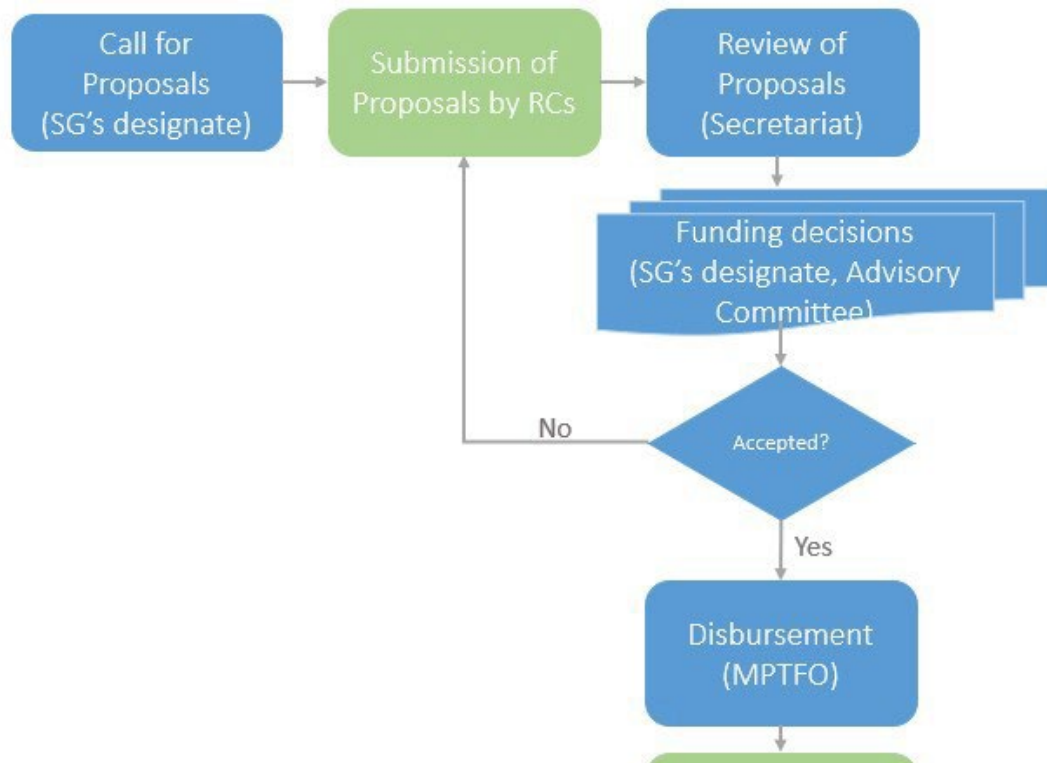 Call for
Proposals
(SG's designate)
Submission of
Proposals by RCs
Review of
Proposals
(Secretariat)
Funding decisions
(SG's designate, Advisory
Committee)
Accepted?
No
Yes
Disbursement
(MPTFO)